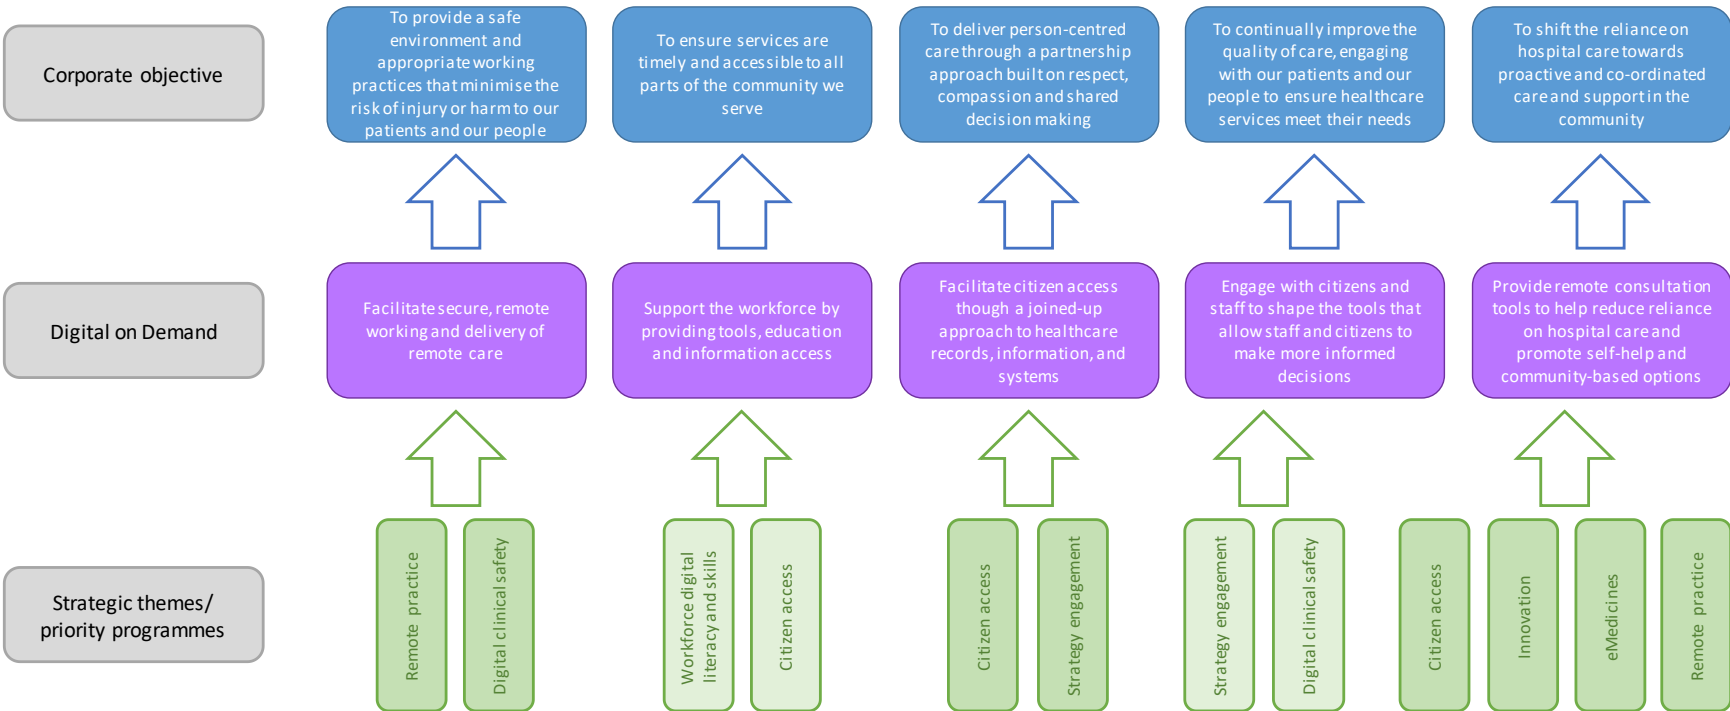 Corporate objective
To provide a safe
environment and
appropriate working
practices that minimise the
risk of injury or harm to our
patients and our people
To ensure services are
timely and accessible to all
parts of the community we
serve
To deliver person-centred
care through a partnership
approach built on respect,
compassion and shared
decision making
To continually improve the
quality of care, engaging
with our patients and our
people to ensure healthcare
services meet their needs
To shift the reliance on
hospital care towards
proactive and co-ordinated
care and support in the
community
Digital on Demand
Facilitate secure, remote
working and delivery of
remote care
Support the workforce by
providing tools, education
and information access
Facilitate citizen access
though a joined-up
approach to healthcare
records, information, and
systems
Engage with citizens and
staff to shape the tools that
allow staff and citizens to
make more informed
decisions
Provide remote consultation
tools to help reduce reliance
on hospital care and
promote self-help and
community-based options
Strategic themes/
priority programmes
Remote practice
Digital clinical safety
Workforce digital
literacy and skills
Citizen access
Citizen access
Strategy engagement
Strategy engagement
Digital clinical safety
Citizen access
Innovation
eMedicines
Remote practice